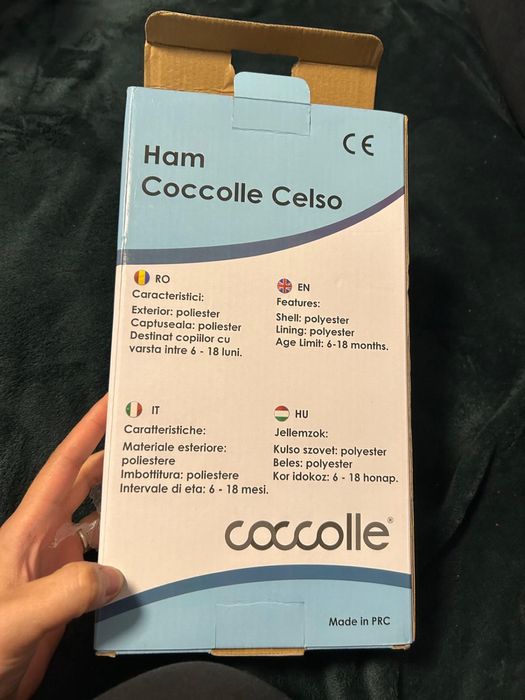 CE
Ham
Coccolle Celso
RO
Caracteristici:
Exterior: poliester
Captuseala: poliester
Destinat copiilor cu
varsta intre 6 - 18 luni.
EN
Features:
Shell: polyester
Lining: polyester
Age Limit: 6-18 months.
IT
Caratteristiche:
Materiale esteriore:
poliestere
Imbottitura: poliestere
Intervale di eta: 6 - 18 mesi.
HU
Jellemzok:
Kulso szovet: polyester
Beles: polyester
Kor idokoz: 6 - 18 honap.
coccolle®
Made in PRC